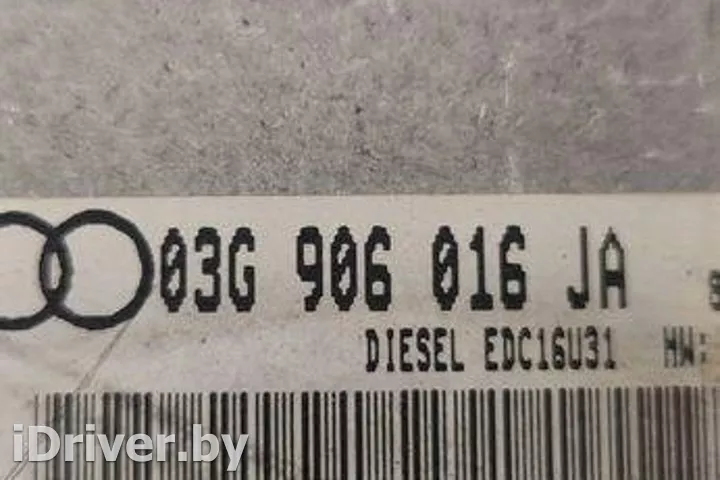 03G 906 016 JA
DIESEL EDC16U31 HW:
iDriver.by